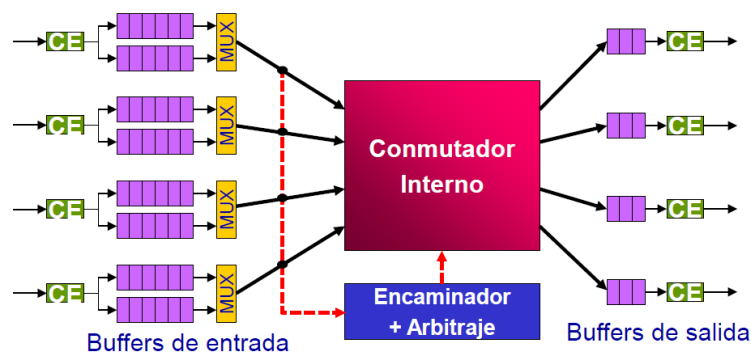 CE
MUX
CE
CE
MUX
CE
Conmutador
Interno
CE
MUX
CE
CE
MUX
Encaminador
+ Arbitraje
CE
Buffers de entrada
Buffers de salida